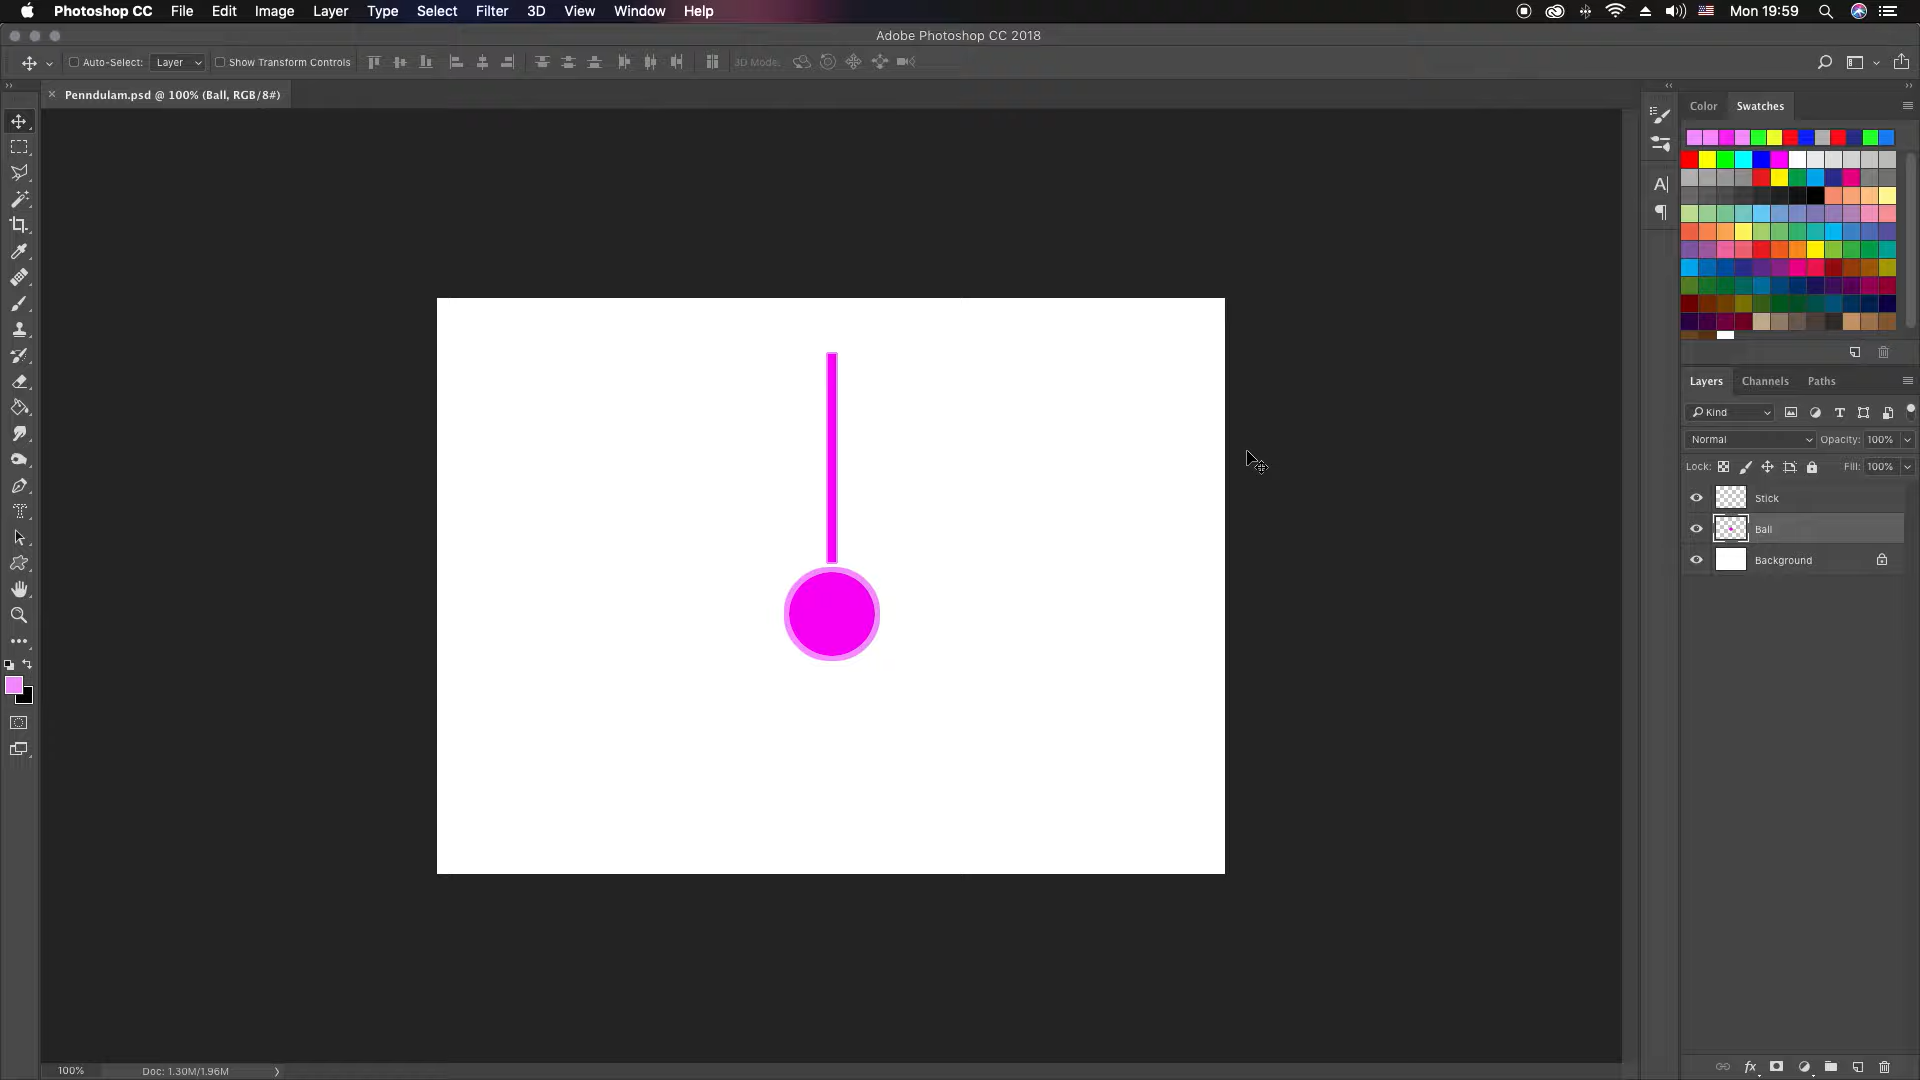 Photoshop CC File Edit Image Layer Type Select Filter 3D View Window Help Mon 19:59
Adobe Photoshop CC 2018
Auto-Select: Layer Show Transform Controls 3D Mode:
Penndulam.psd @ 100% (Ball, RGB/8#)
Color Swatches
Layers Channels Paths
Kind
Normal Opacity: 100%
Lock: Fill: 100%
Stick
Ball
Background
100% Doc: 1.30M/1.96M